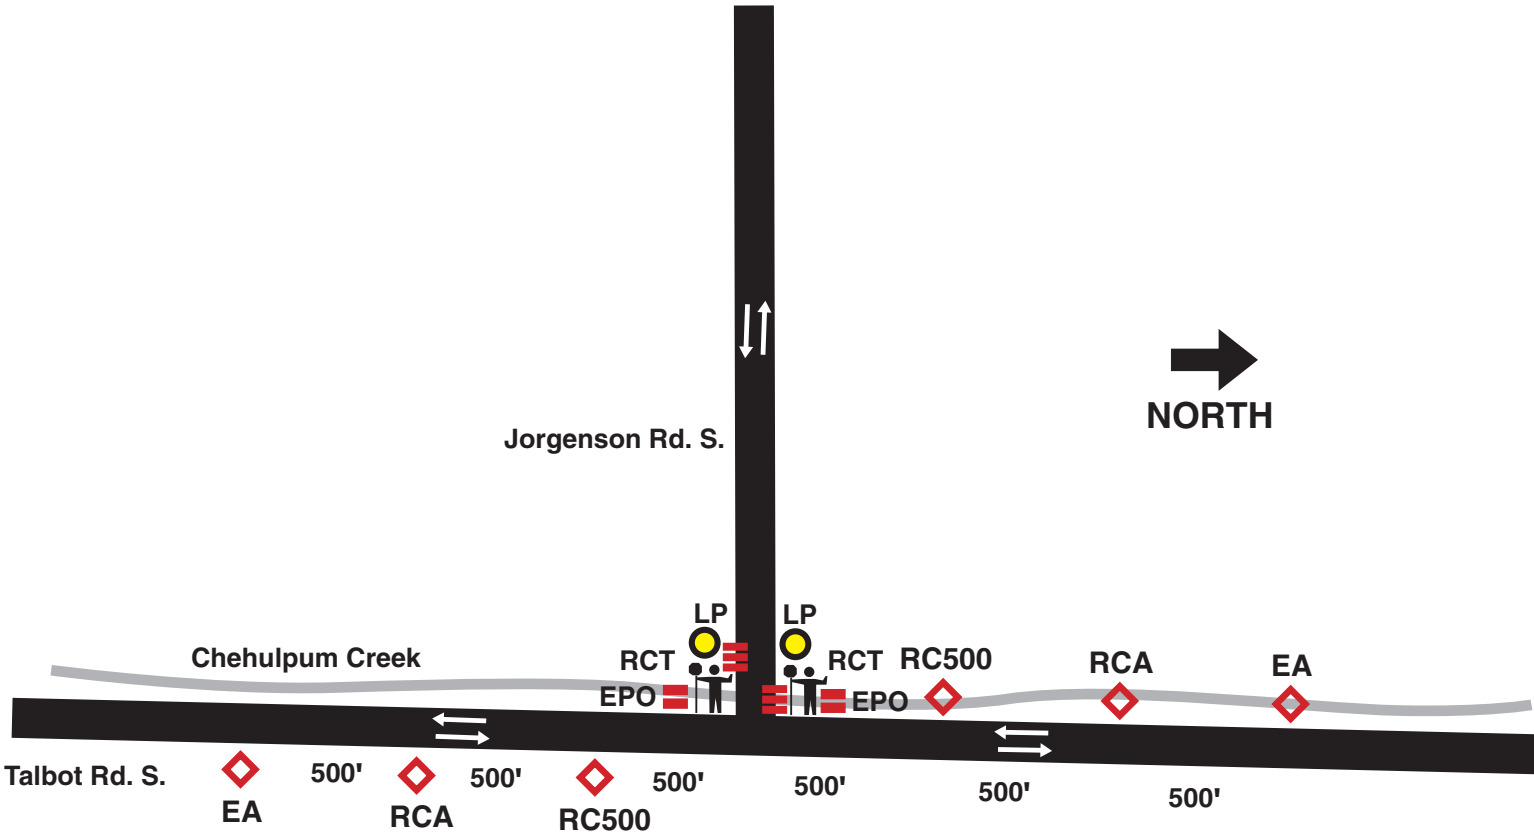 NORTH
Jorgenson Rd. S.
LP LP
RCT RCT RC500 RCA EA
Chehulpum Creek
EPO EPO
Talbot Rd. S. 500' 500' 500' 500' 500' 500'
EA RCA RC500